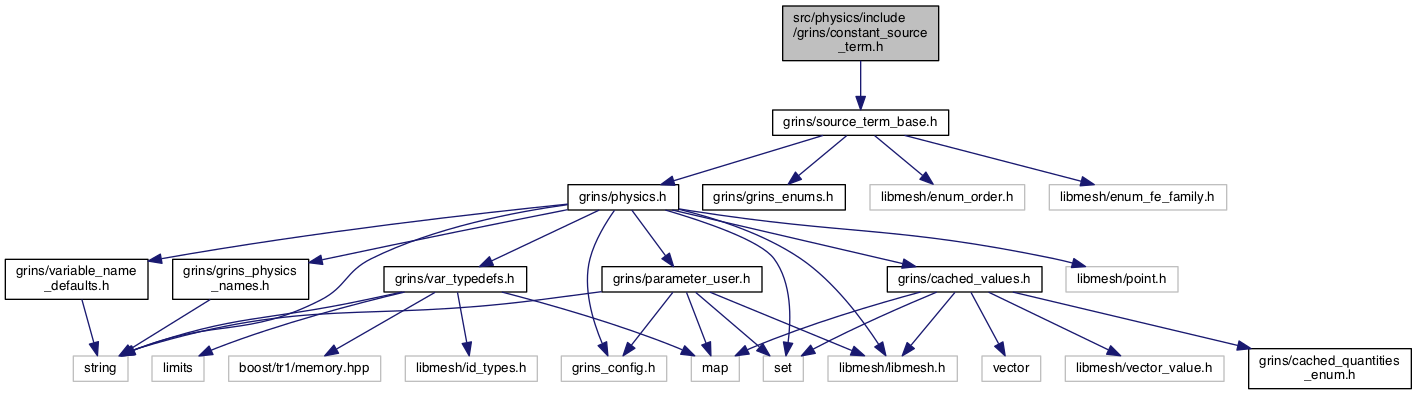 src/physics/include
/grins/constant_source
_term.h
grins/source_term_base.h
grins/physics.h
grins/grins_enums.h
libmesh/enum_order.h
libmesh/enum_fe_family.h
grins/variable_name
_defaults.h
grins/grins_physics
_names.h
grins/var_typedefs.h
grins/parameter_user.h
grins/cached_values.h
libmesh/point.h
string
limits
boost/tr1/memory.hpp
libmesh/id_types.h
grins_config.h
map
set
libmesh/libmesh.h
vector
libmesh/vector_value.h
grins/cached_quantities
_enum.h